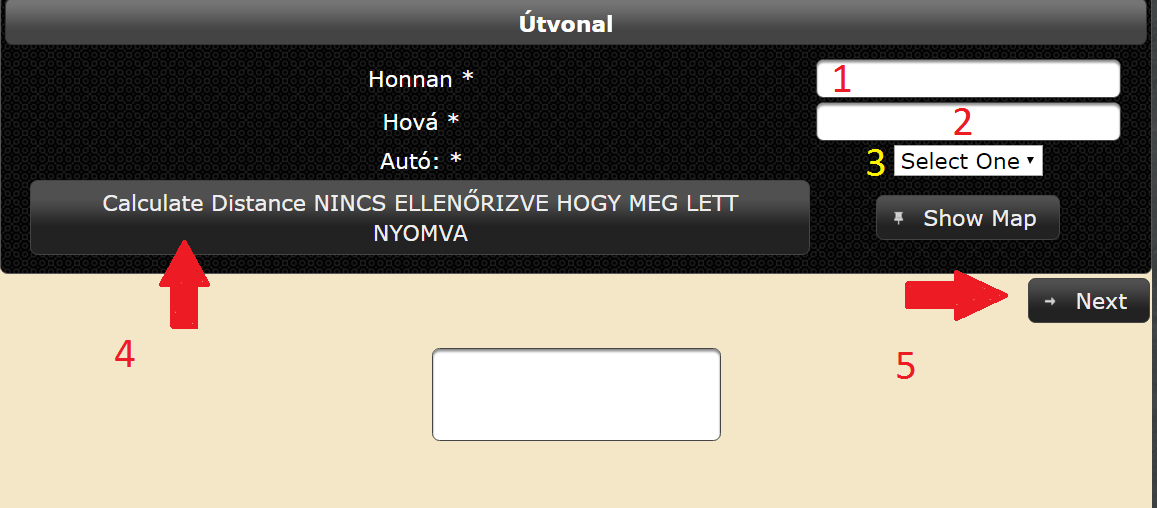 Útvonal
Honnan * 1
Hová * 2
Autó: * 3 Select One
Calculate Distance NINCS ELLENŐRIZVE HOGY MEG LETT
NYOMVA
Show Map
Next
4
5